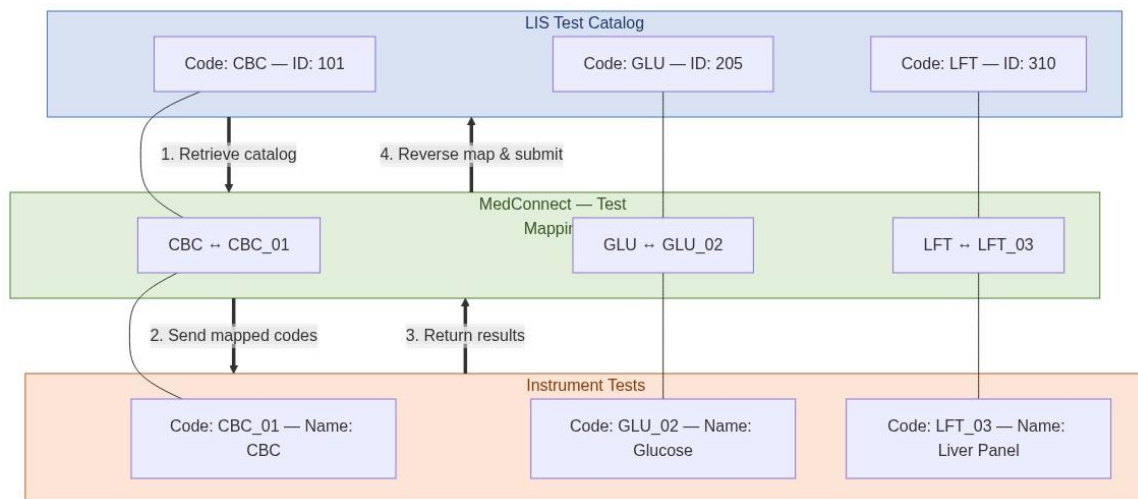 LIS Test Catalog
Code: CBC — ID: 101
Code: GLU — ID: 205
Code: LFT — ID: 310
1. Retrieve catalog
4. Reverse map & submit
MedConnect — Test
Mappin
CBC ↔ CBC_01
GLU ↔ GLU_02
LFT ↔ LFT_03
2. Send mapped codes
3. Return results
Instrument Tests
Code: CBC_01 — Name:
CBC
Code: GLU_02 — Name:
Glucose
Code: LFT_03 — Name:
Liver Panel